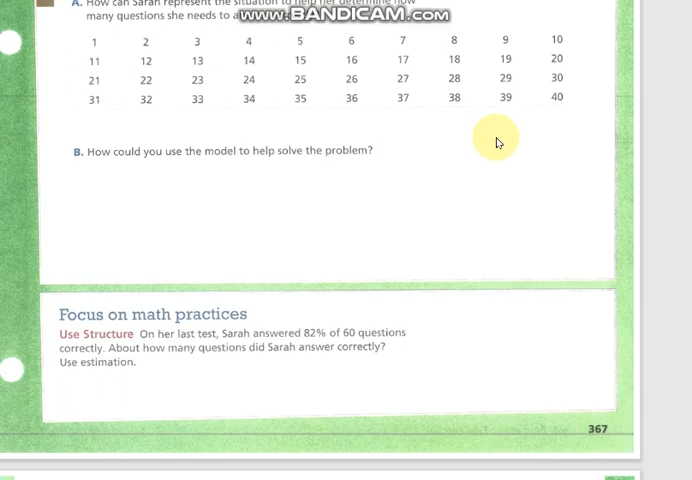 A. How can Sarah represent the situation to help her determine how
many questions she needs to a
www.BANDICAM.com
1 2 3 4 5 6 7 8 9 10
11 12 13 14 15 16 17 18 19 20
21 22 23 24 25 26 27 28 29 30
31 32 33 34 35 36 37 38 39 40
B. How could you use the model to help solve the problem?
Focus on math practices
Use Structure On her last test, Sarah answered 82% of 60 questions
correctly. About how many questions did Sarah answer correctly?
Use estimation.
367